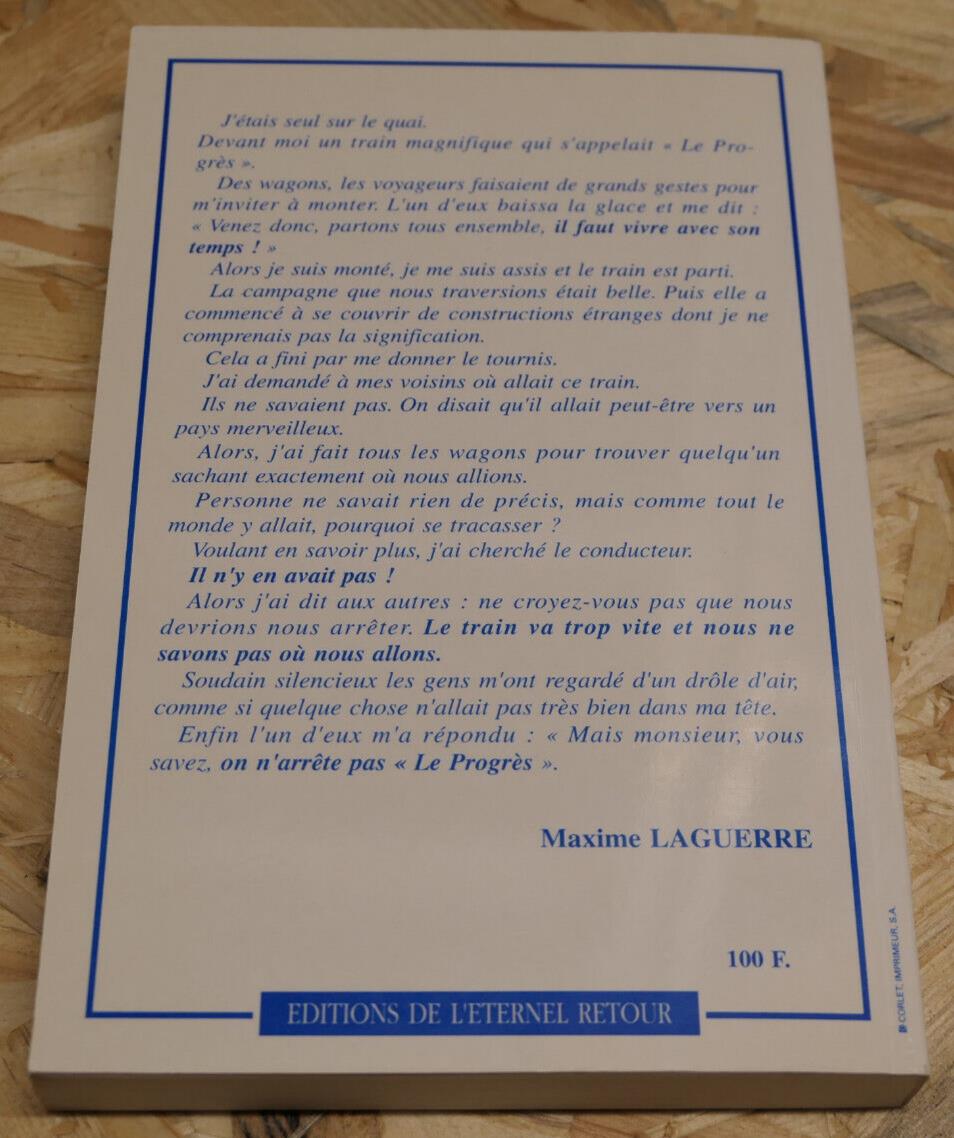 J'étais seul sur le quai.
Devant moi un train magnifique qui s'appelait « Le Pro-
grès ».
Des wagons, les voyageurs faisaient de grands gestes pour
m'inviter à monter. L'un d'eux baissa la glace et me dit :
« Venez donc, partons tous ensemble, il faut vivre avec son
temps ! »
Alors je suis monté, je me suis assis et le train est parti.
La campagne que nous traversions était belle. Puis elle a
commencé à se couvrir de constructions étranges dont je ne
comprenais pas la signification.
Cela a fini par me donner le tournis.
J'ai demandé à mes voisins où allait ce train.
Ils ne savaient pas. On disait qu'il allait peut-être vers un
pays merveilleux.
Alors, j'ai fait tous les wagons pour trouver quelqu'un
sachant exactement où nous allions.
Personne ne savait rien de précis, mais comme tout le
monde y allait, pourquoi se tracasser ?
Voulant en savoir plus, j'ai cherché le conducteur.
Il n'y en avait pas !
Alors j'ai dit aux autres : ne croyez-vous pas que nous
devrions nous arrêter. Le train va trop vite et nous ne
savons pas où nous allons.
Soudain silencieux les gens m'ont regardé d'un drôle d'air,
comme si quelque chose n'allait pas très bien dans ma tête.
Enfin l'un d'eux m'a répondu : « Mais monsieur, vous
savez, on n'arrête pas « Le Progrès ».
Maxime LAGUERRE
100 F.
EDITIONS DE L'ETERNEL RETOUR
CORLET, IMPRIMEUR, S.A.